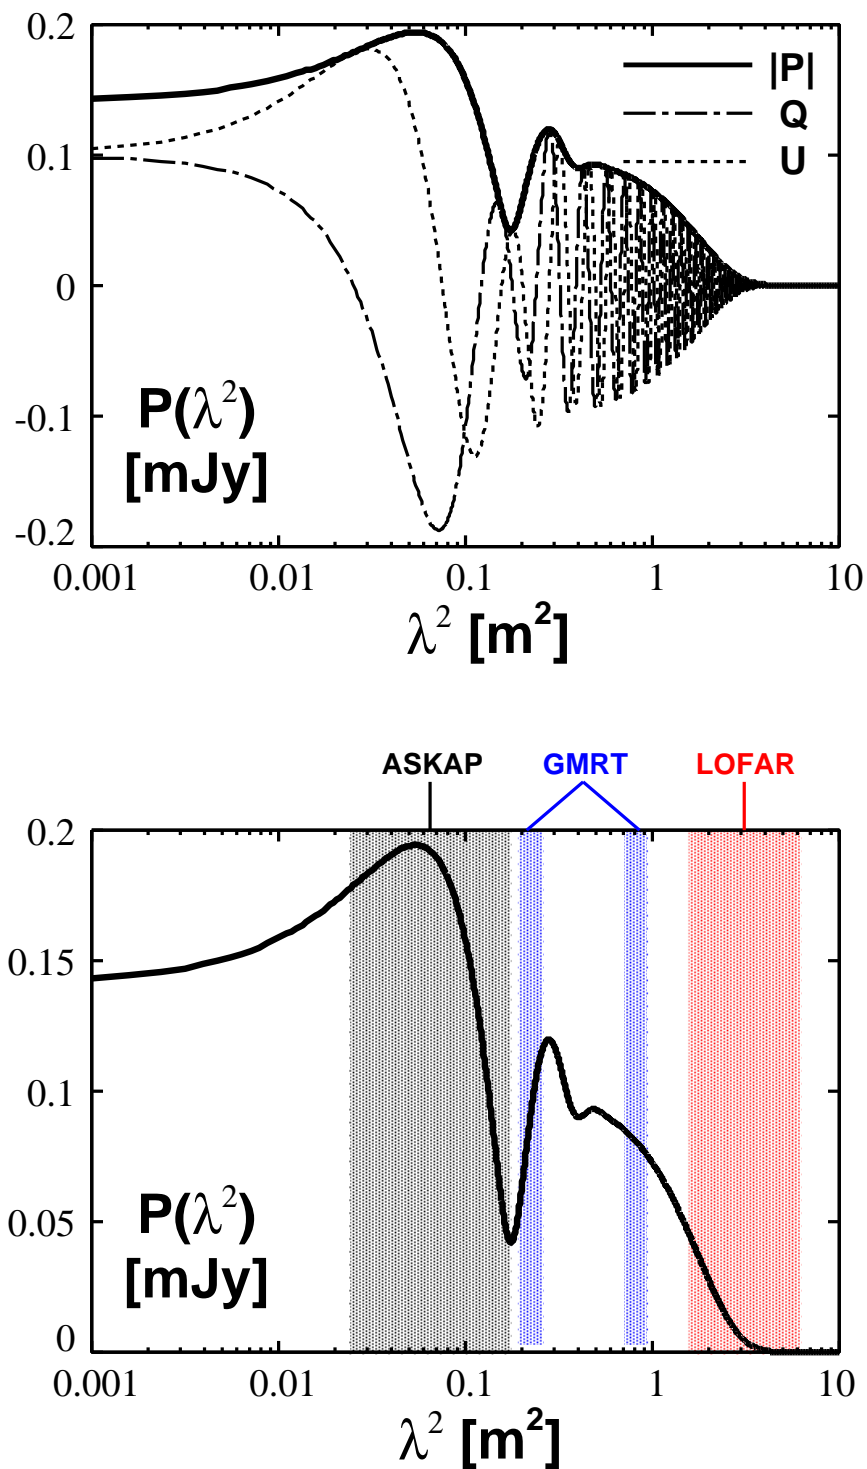 0.2
|P|
Q
0.1
U
0
P(λ²)
-0.1
[mJy]
-0.2
0.001 0.01 0.1 1 10
λ² [m²]
ASKAP GMRT LOFAR
0.2
0.15
0.1
P(λ²)
0.05
[mJy]
0
0.001 0.01 0.1 1 10
λ² [m²]